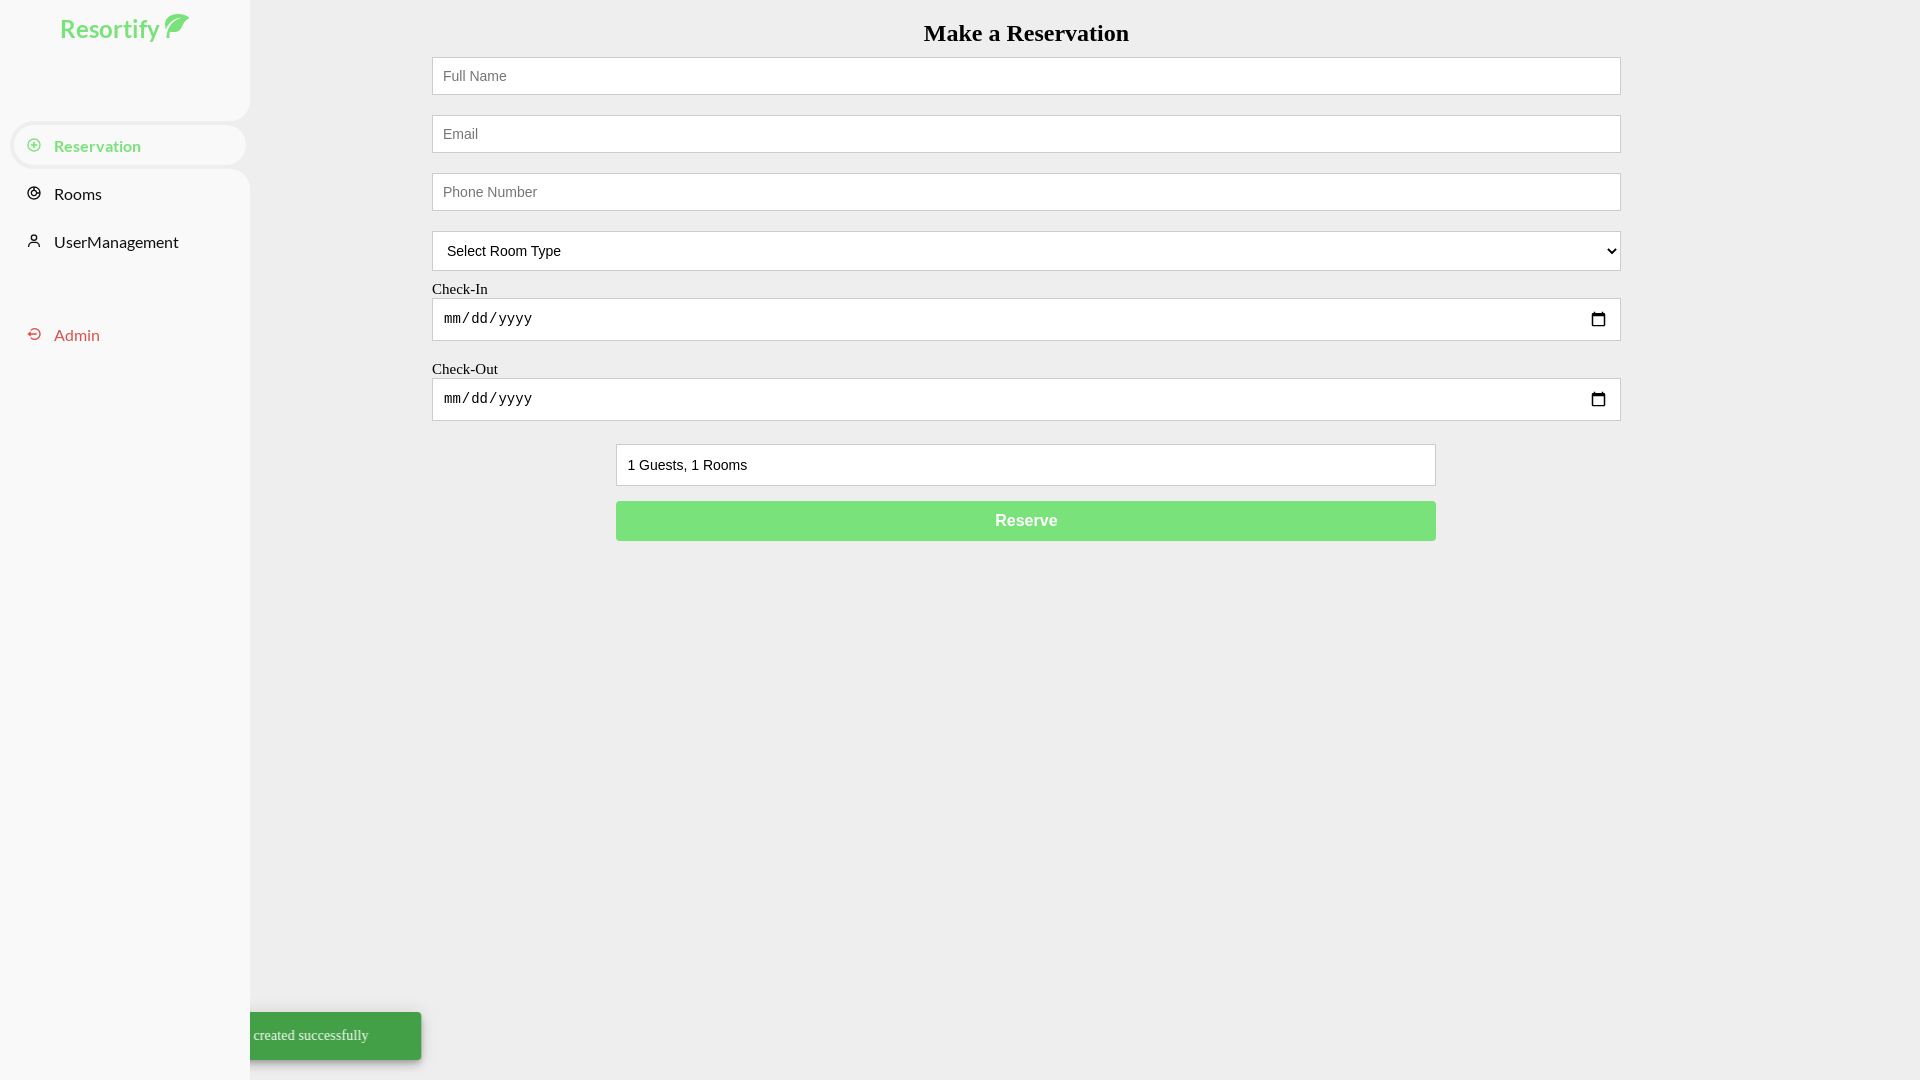 Resortify
Reservation
Rooms
UserManagement
Admin
Make a Reservation
Full Name
Email
Phone Number
Select Room Type
Check-In
mm/dd/yyyy
Check-Out
mm/dd/yyyy
1 Guests, 1 Rooms
Reserve
created successfully